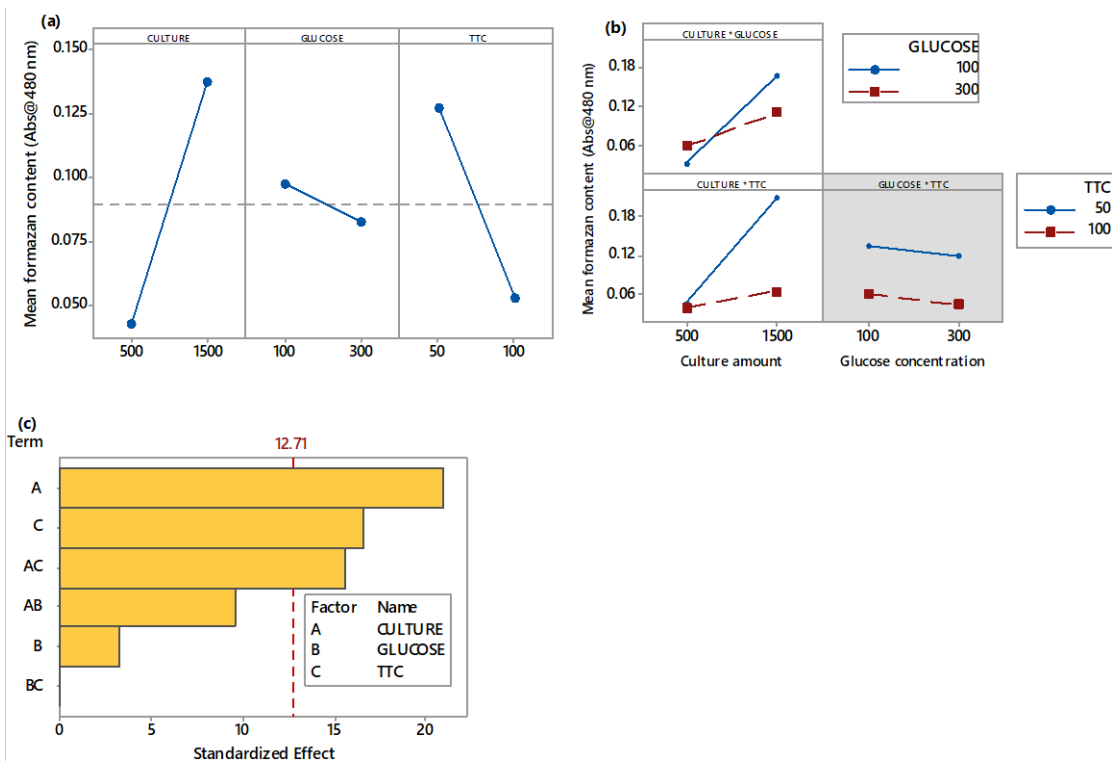 (a)
CULTURE GLUCOSE TTC
Mean formazan content (Abs@480 nm)
0.150
0.125
0.100
0.075
0.050
500 1500 100 300 50 100
(b)
CULTURE * GLUCOSE
GLUCOSE
100
300
Mean formazan content (Abs@480 nm)
0.18
0.12
0.06
CULTURE * TTC GLUCOSE * TTC
TTC
50
100
0.18
0.12
0.06
500 1500 100 300
Culture amount Glucose concentration
(c)
Term
12.71
A
C
AC
AB
B
BC
Factor Name
A CULTURE
B GLUCOSE
C TTC
0 5 10 15 20
Standardized Effect